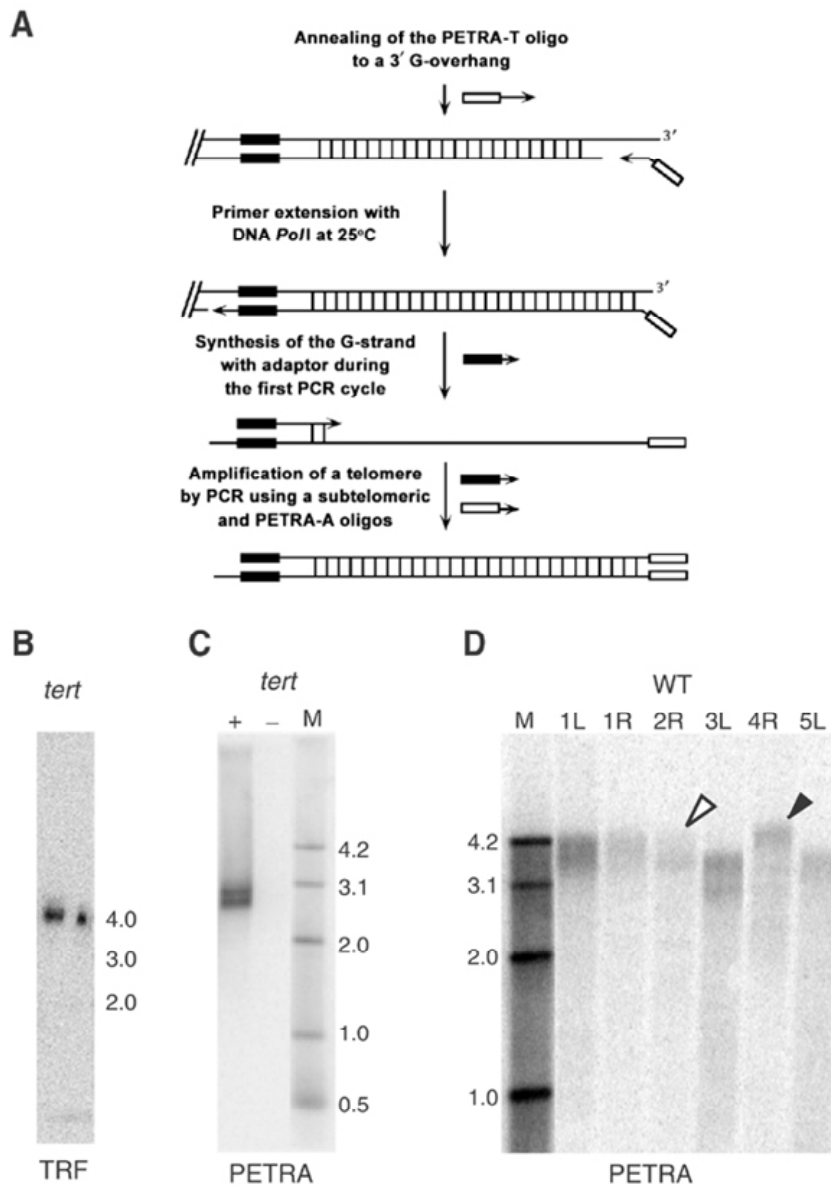 A
Annealing of the PETRA-T oligo
to a 3′ G-overhang
3′
Primer extension with
DNA PolI at 25°C
3′
Synthesis of the G-strand
with adaptor during
the first PCR cycle
Amplification of a telomere
by PCR using a subtelomeric
and PETRA-A oligos
B
tert
4.0
3.0
2.0
TRF
C
tert
+ – M
4.2
3.1
2.0
1.0
0.5
PETRA
D
WT
M 1L 1R 2R 3L 4R 5L
4.2
3.1
2.0
1.0
PETRA